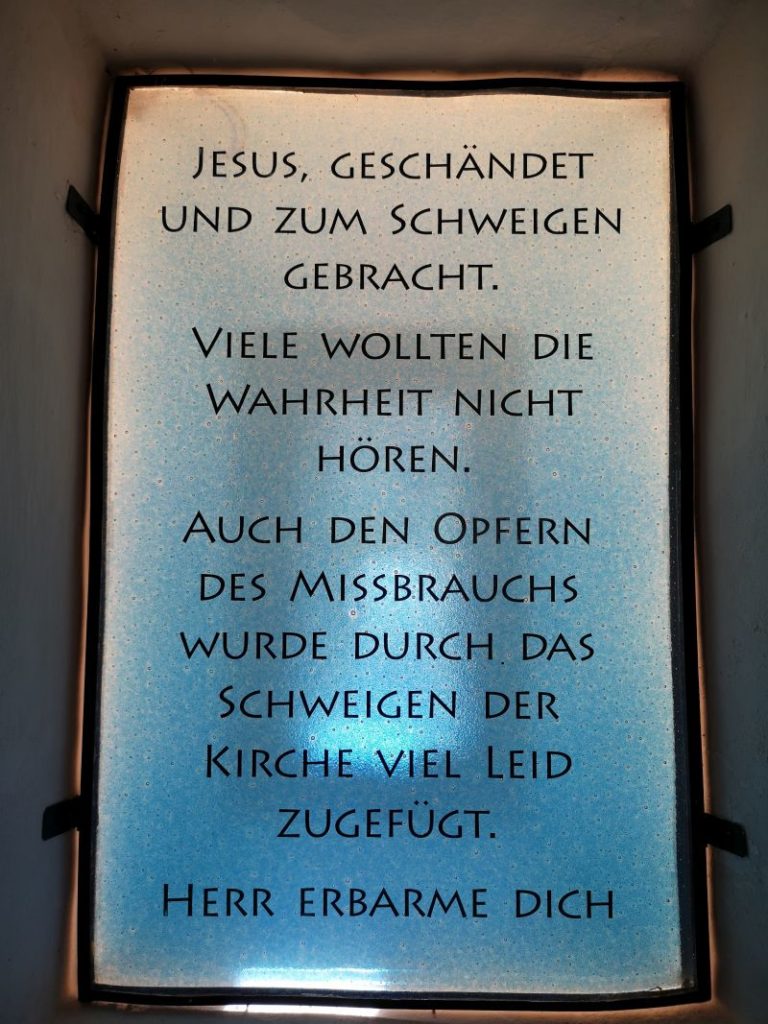 Jesus, geschändet
und zum Schweigen
gebracht.
Viele wollten die
Wahrheit nicht
hören.
Auch den Opfern
des Missbrauchs
wurde durch das
Schweigen der
Kirche viel Leid
zugefügt.
Herr erbarme dich